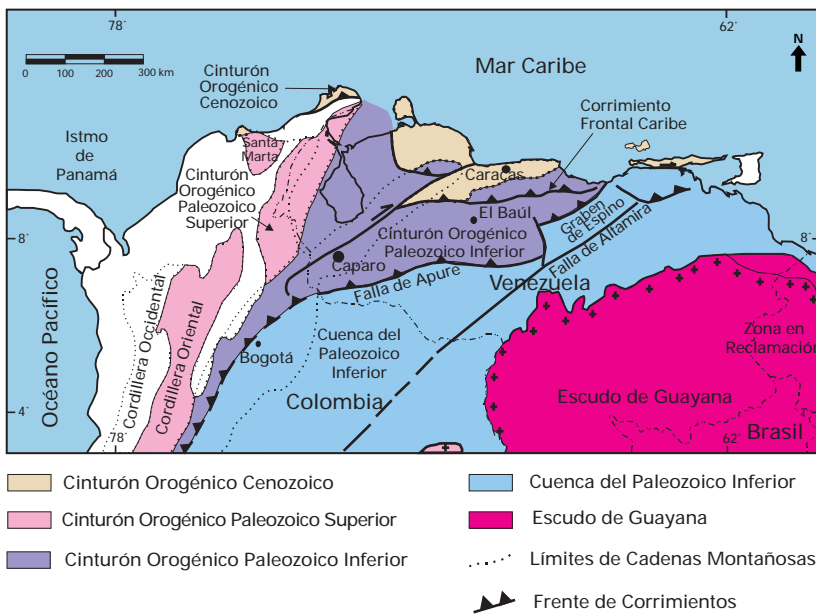 78°
62
N
0 100 200 300 km
Cinturón
Orogénico
Cenozoico
Mar Caribe
Corrimiento
Frontal Caribe
Istmo
de
Panamá
Santa
Marta
Caracas
Cinturón
Orogénico
Paleozoico
Superior
El Baúl
Graben
de Espino
Falla de Altamira
Cinturón Orogénico
Paleozoico Inferior
8
8°
Caparo
Falla de Apure
Venezuela
Océano Pacífico
Cordillera Occidental
Cordillera Oriental
Bogotá
Cuenca del
Paleozoico
Inferior
Zona en
Reclamación
Colombia
Escudo de Guayana
4°
78°
62
Brasil
Cinturón Orogénico Cenozoico
Cinturón Orogénico Paleozoico Superior
Cinturón Orogénico Paleozoico Inferior
Cuenca del Paleozoico Inferior
Escudo de Guayana
Límites de Cadenas Montañosas
Frente de Corrimientos